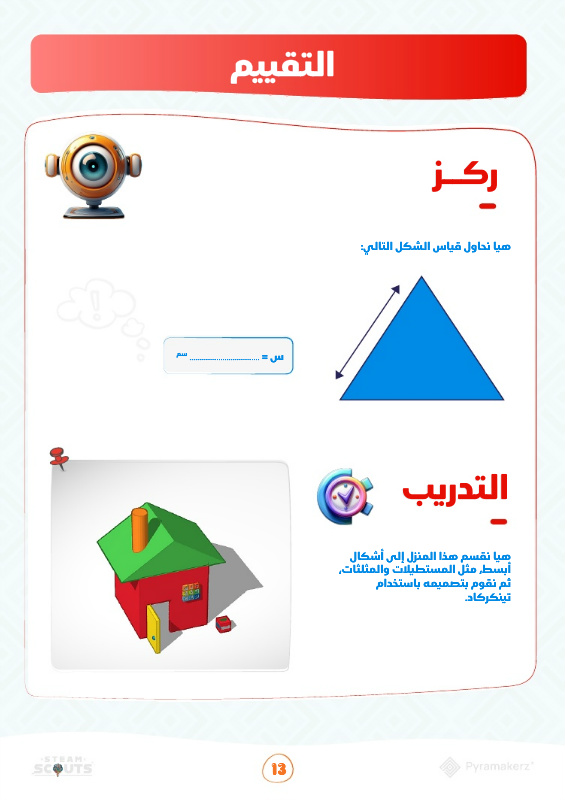 التقييم
ركــز
هيا نحاول قياس الشكل التالي:
س = .............................. سم
التدريب
هيا نقسم هذا المنزل إلى أشكال
أبسط، مثل المستطيلات والمثلثات،
ثم نقوم بتصميمه باستخدام
تينكركاد.
STEAM
SCOUTS
13
Pyramakerz